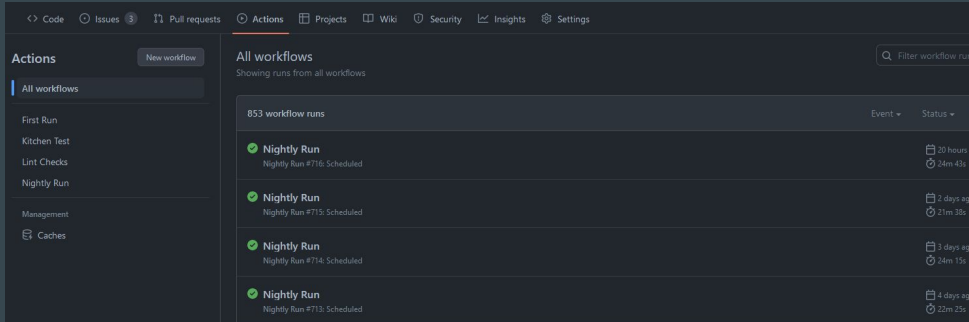 Code Issues 3 Pull requests Actions Projects Wiki Security Insights Settings
Actions
New workflow
All workflows
First Run
Kitchen Test
Lint Checks
Nightly Run
Management
Caches
All workflows
Showing runs from all workflows
Filter workflow run
853 workflow runs
Event Status
Nightly Run
Nightly Run #716: Scheduled
20 hours
24m 43s
Nightly Run
Nightly Run #715: Scheduled
2 days ag
21m 38s
Nightly Run
Nightly Run #714: Scheduled
3 days ag
24m 15s
Nightly Run
Nightly Run #713: Scheduled
4 days ag
22m 25s